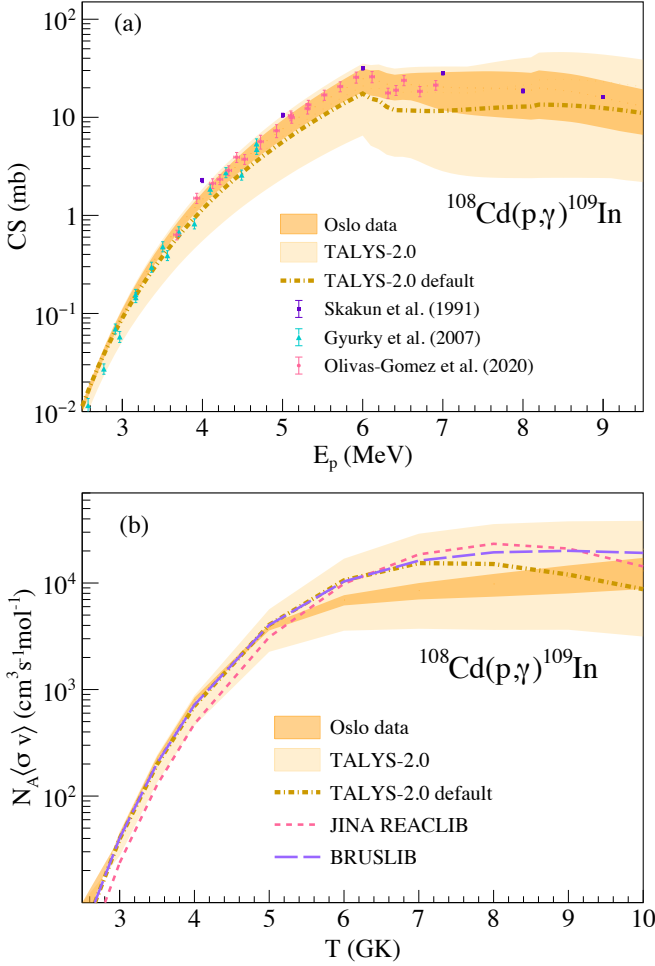 (a)
10²
10
1
10⁻¹
10⁻²
CS (mb)
¹⁰⁸Cd(p,γ)¹⁰⁹In
Oslo data
TALYS-2.0
TALYS-2.0 default
Skakun et al. (1991)
Gyurky et al. (2007)
Olivas-Gomez et al. (2020)
3 4 5 6 7 8 9
Eₚ (MeV)
(b)
10⁴
10³
10²
N_A⟨σ v⟩ (cm³s⁻¹mol⁻¹)
¹⁰⁸Cd(p,γ)¹⁰⁹In
Oslo data
TALYS-2.0
TALYS-2.0 default
JINA REACLIB
BRUSLIB
3 4 5 6 7 8 9 10
T (GK)